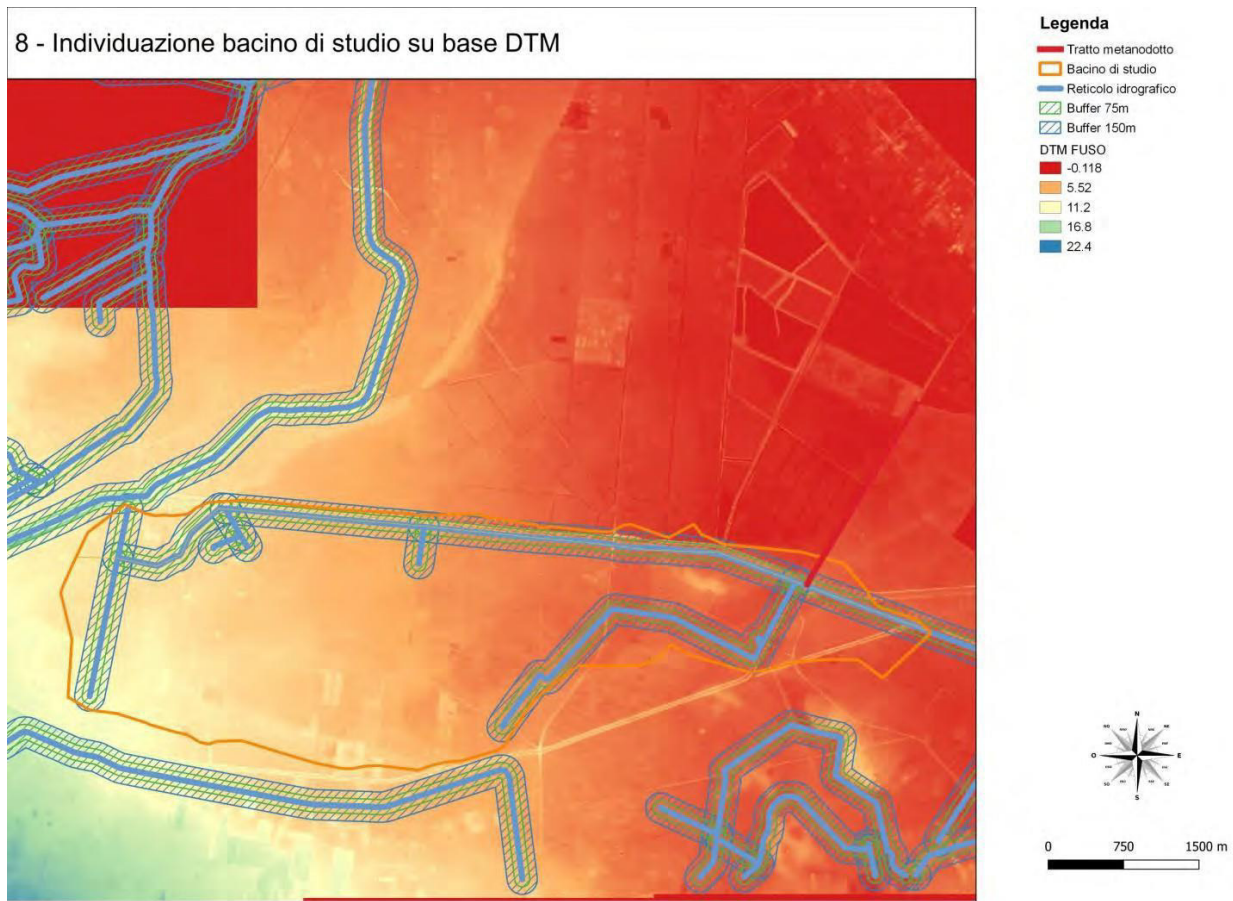 8 - Individuazione bacino di studio su base DTM
Legenda
Tratto metanodotto
Bacino di studio
Reticolo idrografico
Buffer 75m
Buffer 150m
DTM FUSO
-0.118
5.52
11.2
16.8
22.4
N
O
E
S
0 750 1500 m